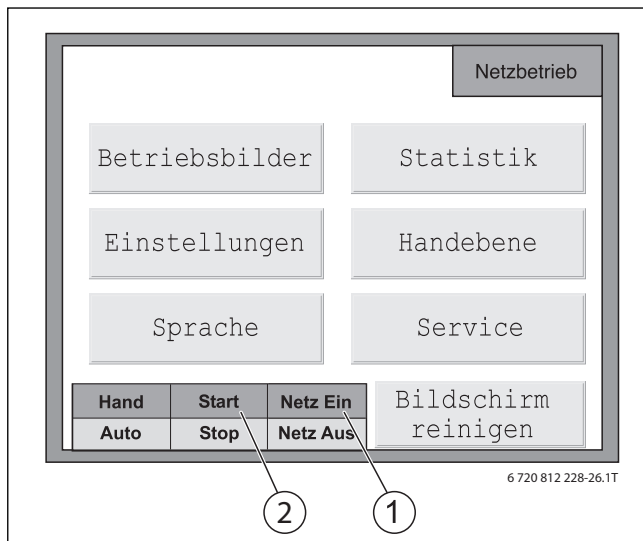 Netzbetrieb
Betriebsbilder
Statistik
Einstellungen
Handebene
Sprache
Service
Hand Start Netz Ein
Auto Stop Netz Aus
Bildschirm
reinigen
6 720 812 228-26.1T
2 1